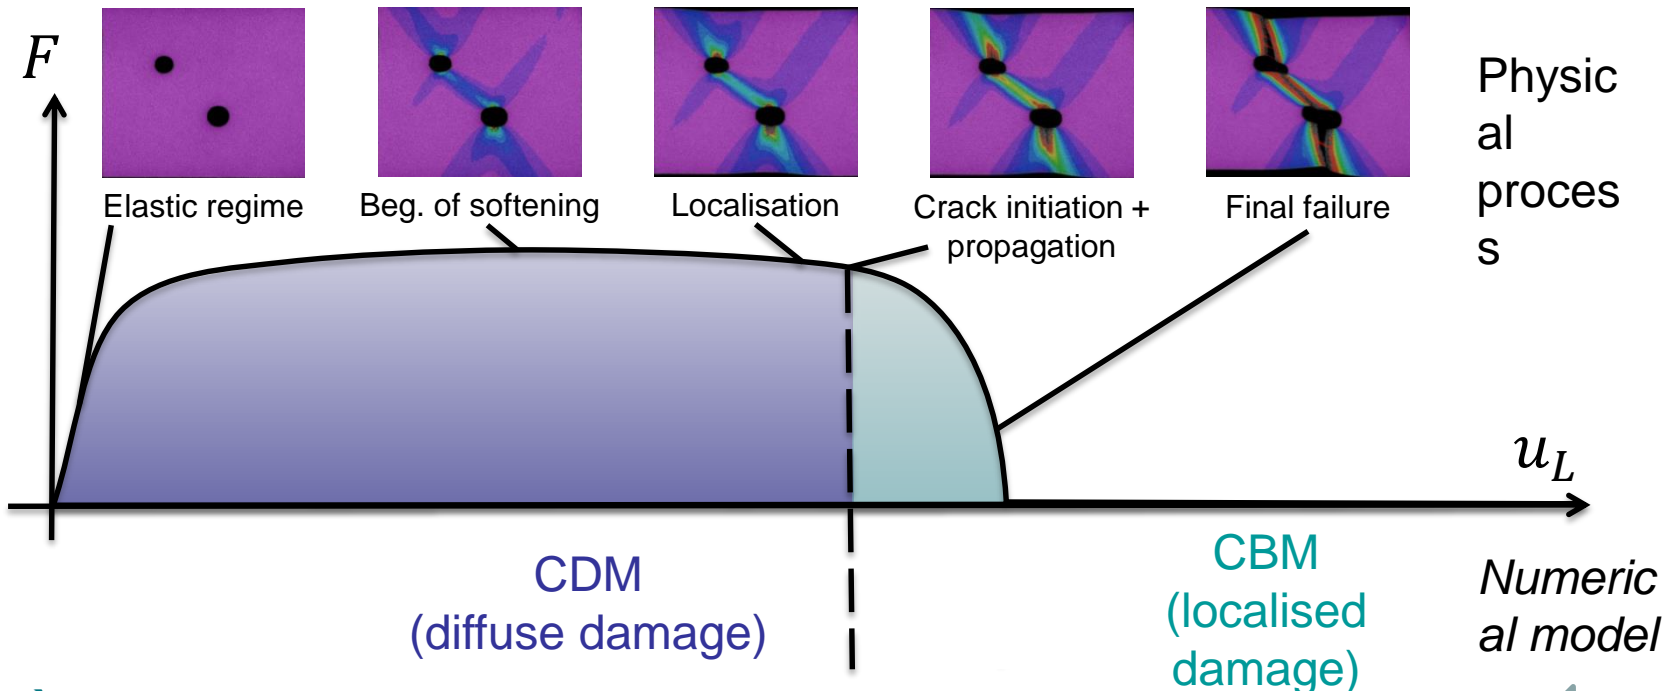 F
Physic
al
proces
s
Elastic regime
Beg. of softening
Localisation
Crack initiation +
propagation
Final failure
u_L
CDM
(diffuse damage)
CBM
(localised
damage)
Numeric
al model